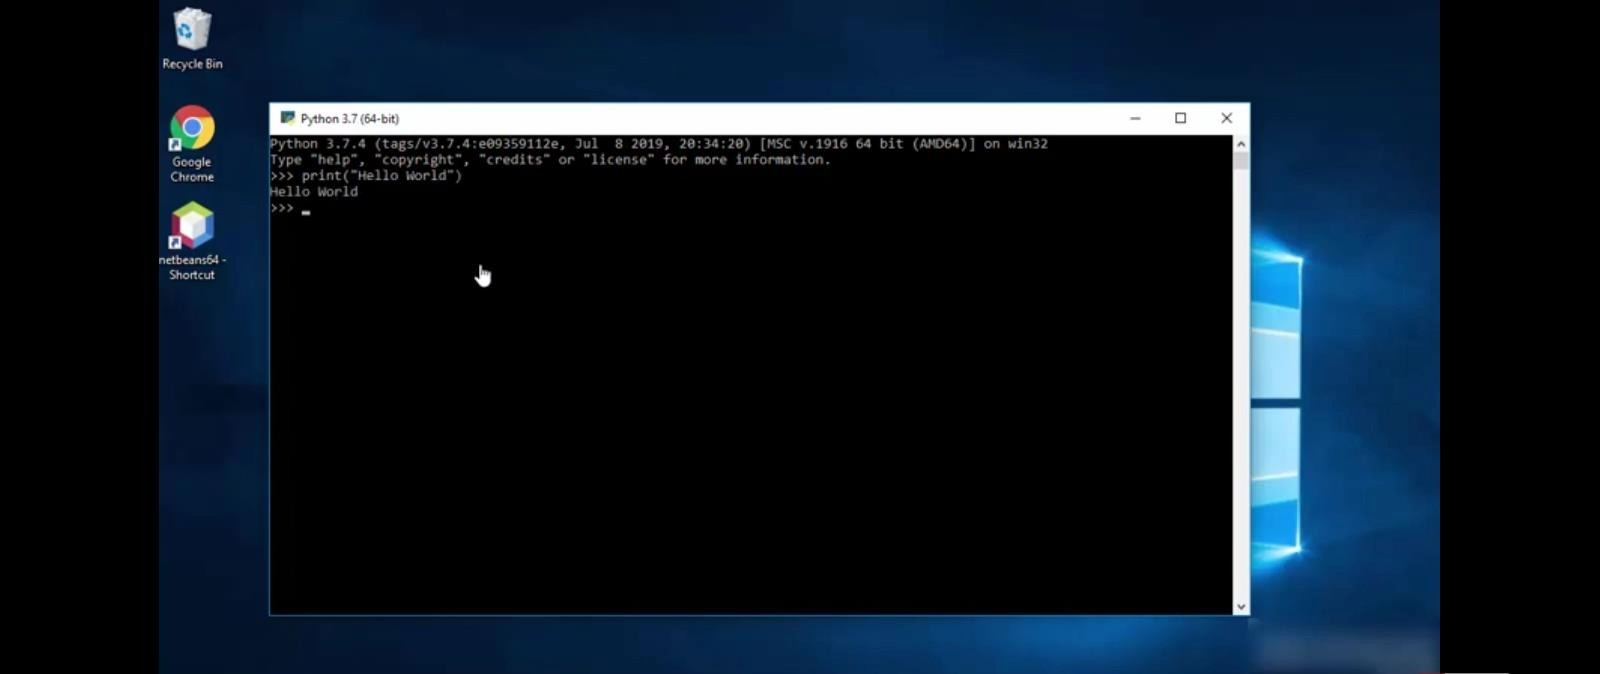 Recycle Bin
Google
Chrome
netbeans64 -
Shortcut
Python 3.7 (64-bit)
Python 3.7.4 (tags/v3.7.4:e09359112e, Jul  8 2019, 20:34:20) [MSC v.1916 64 bit (AMD64)] on win32
Type "help", "copyright", "credits" or "license" for more information.
>>> print("Hello World")
Hello World
>>> _